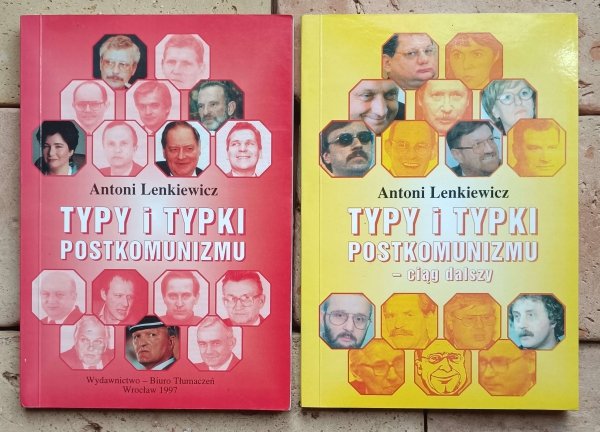 Antoni Lenkiewicz
TYPY i TYPKI
POSTKOMUNIZMU
Wydawnictwo – Biuro Tłumaczeń
Wrocław 1997
Antoni Lenkiewicz
TYPY i TYPKI
POSTKOMUNIZMU
– ciąg dalszy